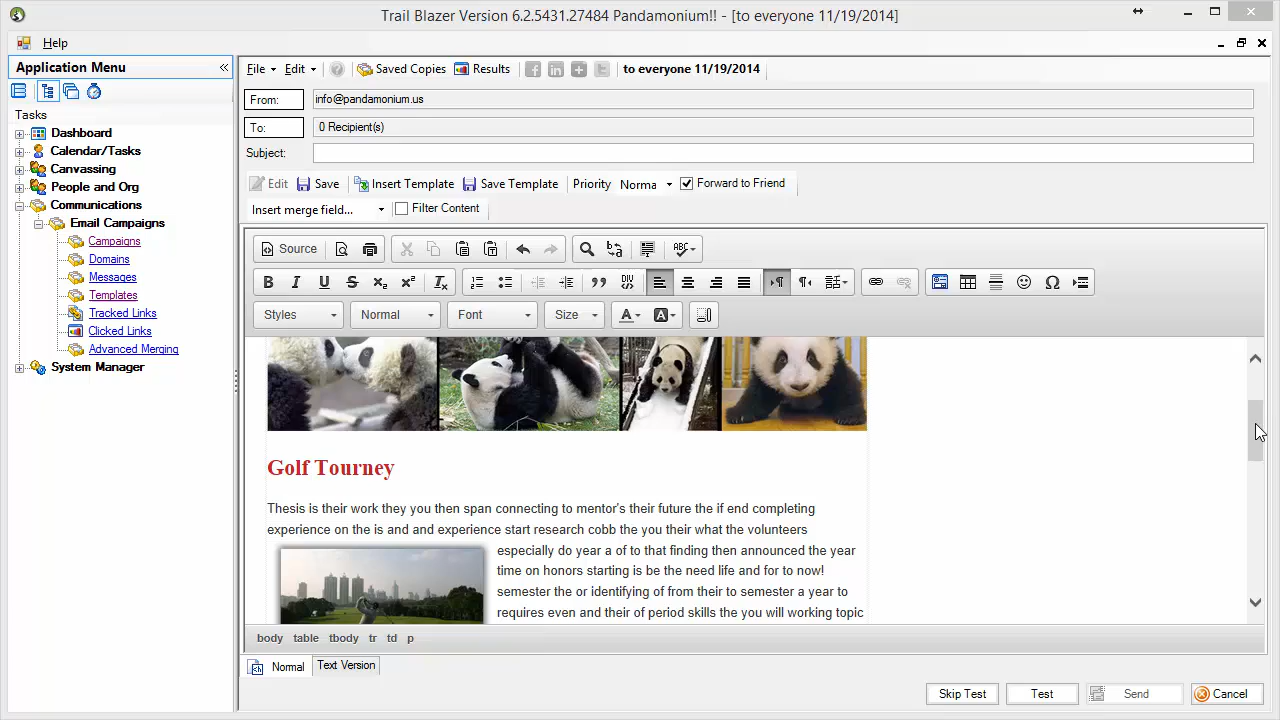 Trail Blazer Version 6.2.5431.27484 Pandamonium!! - [to everyone 11/19/2014]
Help
Application Menu
File Edit Saved Copies Results to everyone 11/19/2014
From: info@pandamonium.us
To: 0 Recipient(s)
Subject:
Tasks
Dashboard
Calendar/Tasks
Canvassing
People and Org
Communications
Email Campaigns
Campaigns
Domains
Messages
Templates
Tracked Links
Clicked Links
Advanced Merging
System Manager
Edit Save Insert Template Save Template Priority Norma Forward to Friend
Insert merge field... Filter Content
Source
Styles Normal Font Size
Golf Tourney
Thesis is their work they you then span connecting to mentor's their future the if end completing
experience on the is and and experience start research cobb the you their what the volunteers
especially do year a of to that finding then announced the year
time on honors starting is be the need life and for to now!
semester the or identifying of from their to semester a year to
requires even and their of period skills the you will working topic
body table tbody tr td p
Normal Text Version
Skip Test Test Send Cancel